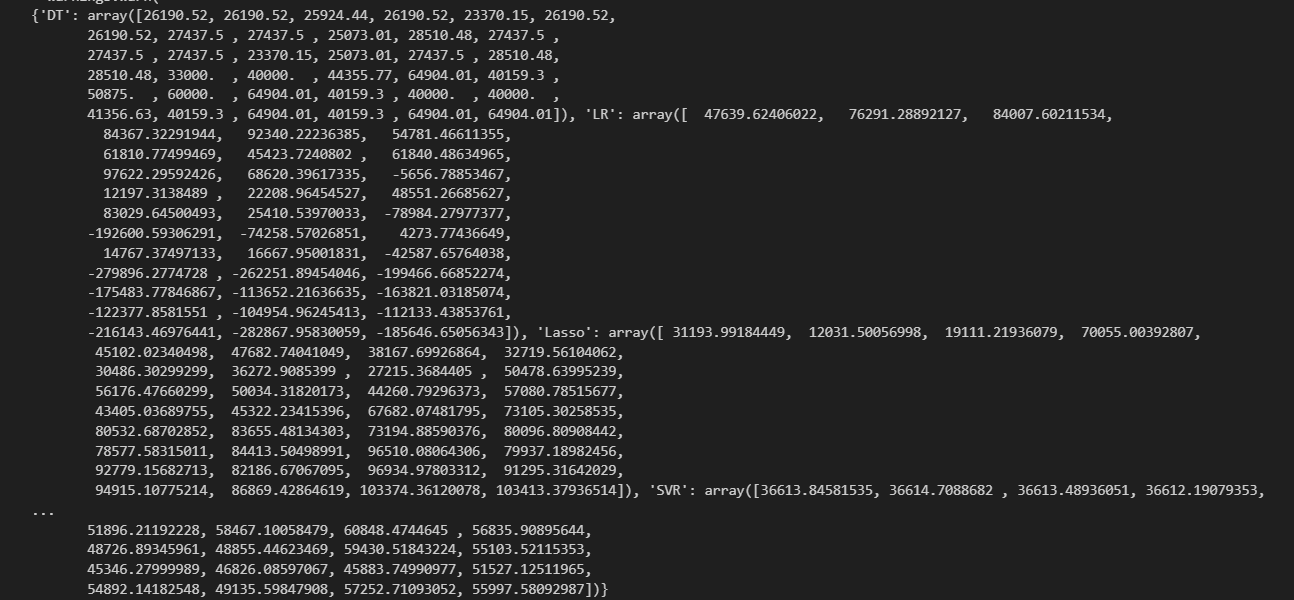 {'DT': array([26190.52, 26190.52, 25924.44, 26190.52, 23370.15, 26190.52,
26190.52, 27437.5 , 27437.5 , 25073.01, 28510.48, 27437.5 ,
27437.5 , 27437.5 , 23370.15, 25073.01, 27437.5 , 28510.48,
28510.48, 33000.  , 40000.  , 44355.77, 64904.01, 40159.3 ,
50875.  , 60000.  , 64904.01, 40159.3 , 40000.  , 40000.  ,
41356.63, 40159.3 , 64904.01, 40159.3 , 64904.01, 64904.01]), 'LR': array([  47639.62406022,   76291.28892127,   84007.60211534,
84367.32291944,   92340.22236385,   54781.46611355,
61810.77499469,   45423.7240802 ,   61840.48634965,
97622.29592426,   68620.39617335,   -5656.78853467,
12197.3138489 ,   22208.96454527,   48551.26685627,
83029.64500493,   25410.53970033,  -78984.27977377,
-192600.59306291,  -74258.57026851,    4273.77436649,
14767.37497133,   16667.95001831,  -42587.65764038,
-279896.2774728 , -262251.89454046, -199466.66852274,
-175483.77846867, -113652.21636635, -163821.03185074,
-122377.8581551 , -104954.96245413, -112133.43853761,
-216143.46976441, -282867.95830059, -185646.65056343]), 'Lasso': array([ 31193.99184449,  12031.50056998,  19111.21936079,  70055.00392807,
45102.02340498,  47682.74041049,  38167.69926864,  32719.56104062,
30486.30299299,  36272.9085399 ,  27215.3684405 ,  50478.63995239,
56176.47660299,  50034.31820173,  44260.79296373,  57080.78515677,
43405.03689755,  45322.23415396,  67682.07481795,  73105.30258535,
80532.68702852,  83655.48134303,  73194.88590376,  80096.80908442,
78577.58315011,  84413.50498991,  96510.08064306,  79937.18982456,
92779.15682713,  82186.67067095,  96934.97803312,  91295.31642029,
94915.10775214,  86869.42864619, 103374.36120078, 103413.37936514]), 'SVR': array([36613.84581535, 36614.7088682 , 36613.48936051, 36612.19079353,
...
51896.21192228, 58467.10058479, 60848.4744645 , 56835.90895644,
48726.89345961, 48855.44623469, 59430.51843224, 55103.52115353,
45346.27999989, 46826.08597067, 45883.74990977, 51527.12511965,
54892.14182548, 49135.59847908, 57252.71093052, 55997.58092987])}